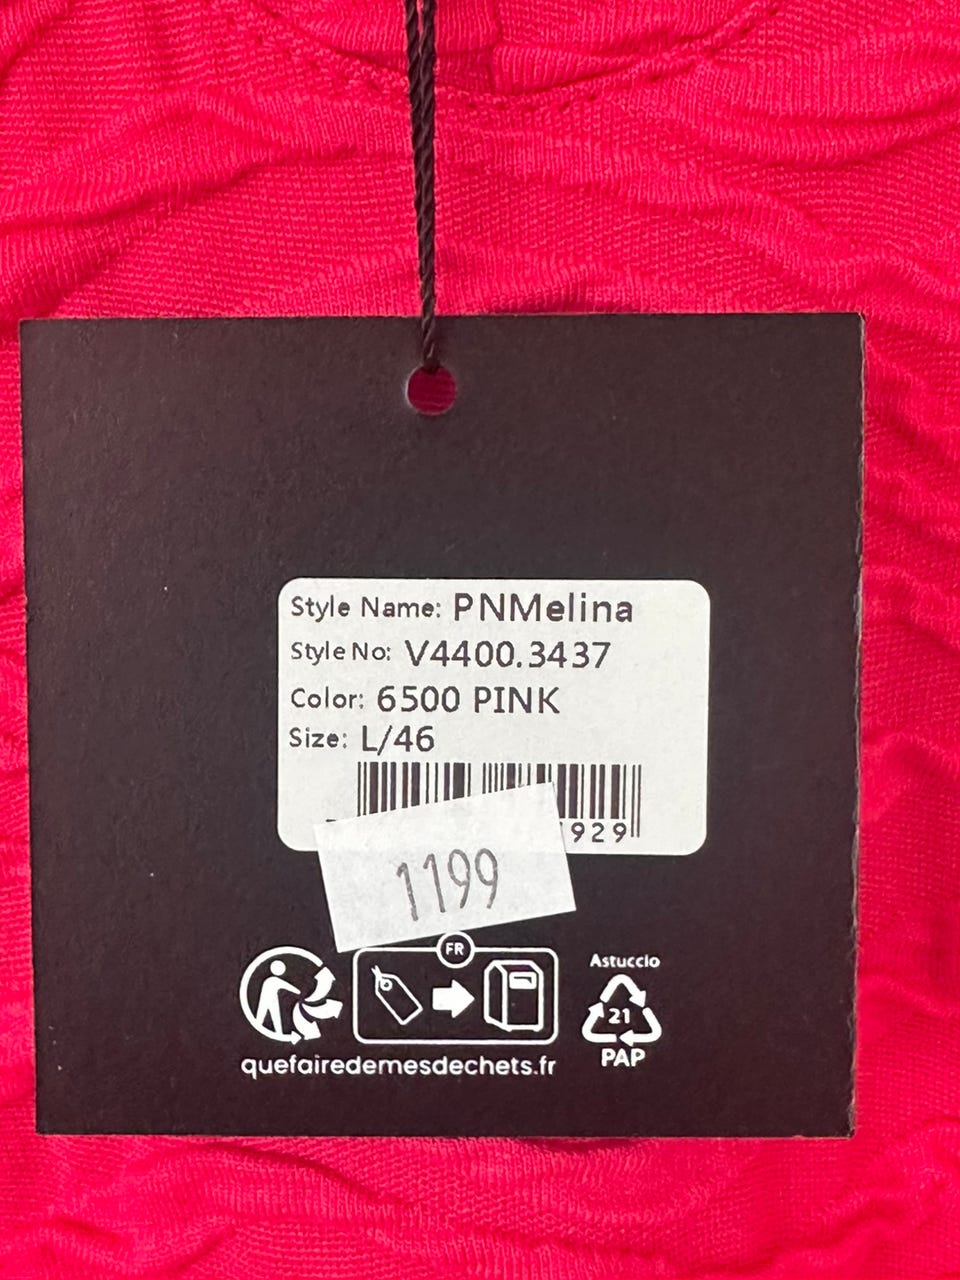 Style Name: PNMelina
Style No: V4400.3437
Color: 6500 PINK
Size: L/46
929
1199
FR
Astuccio
21
PAP
quefairedemesdechets.fr